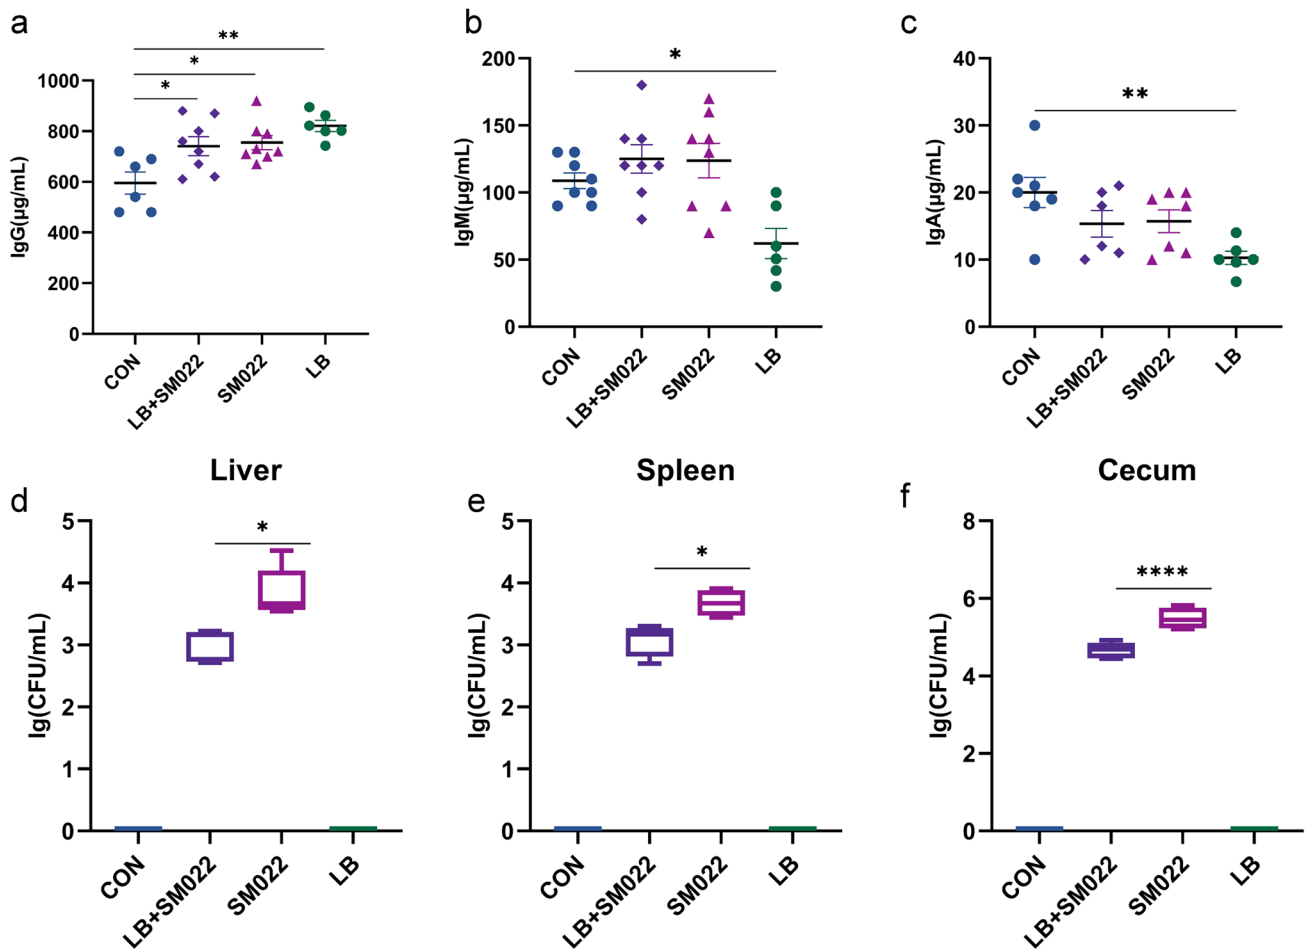 a
**
*
*
1000
800
600
400
200
0
IgG(μg/mL)
CON
LB+SM022
SM022
LB
b
*
200
150
100
50
0
IgM(μg/mL)
CON
LB+SM022
SM022
LB
c
**
40
30
20
10
0
IgA(μg/mL)
CON
LB+SM022
SM022
LB
d
Liver
*
5
4
3
2
1
0
lg(CFU/mL)
CON
LB+SM022
SM022
LB
e
Spleen
*
5
4
3
2
1
0
lg(CFU/mL)
CON
LB+SM022
SM022
LB
f
Cecum
****
8
6
4
2
0
lg(CFU/mL)
CON
LB+SM022
SM022
LB